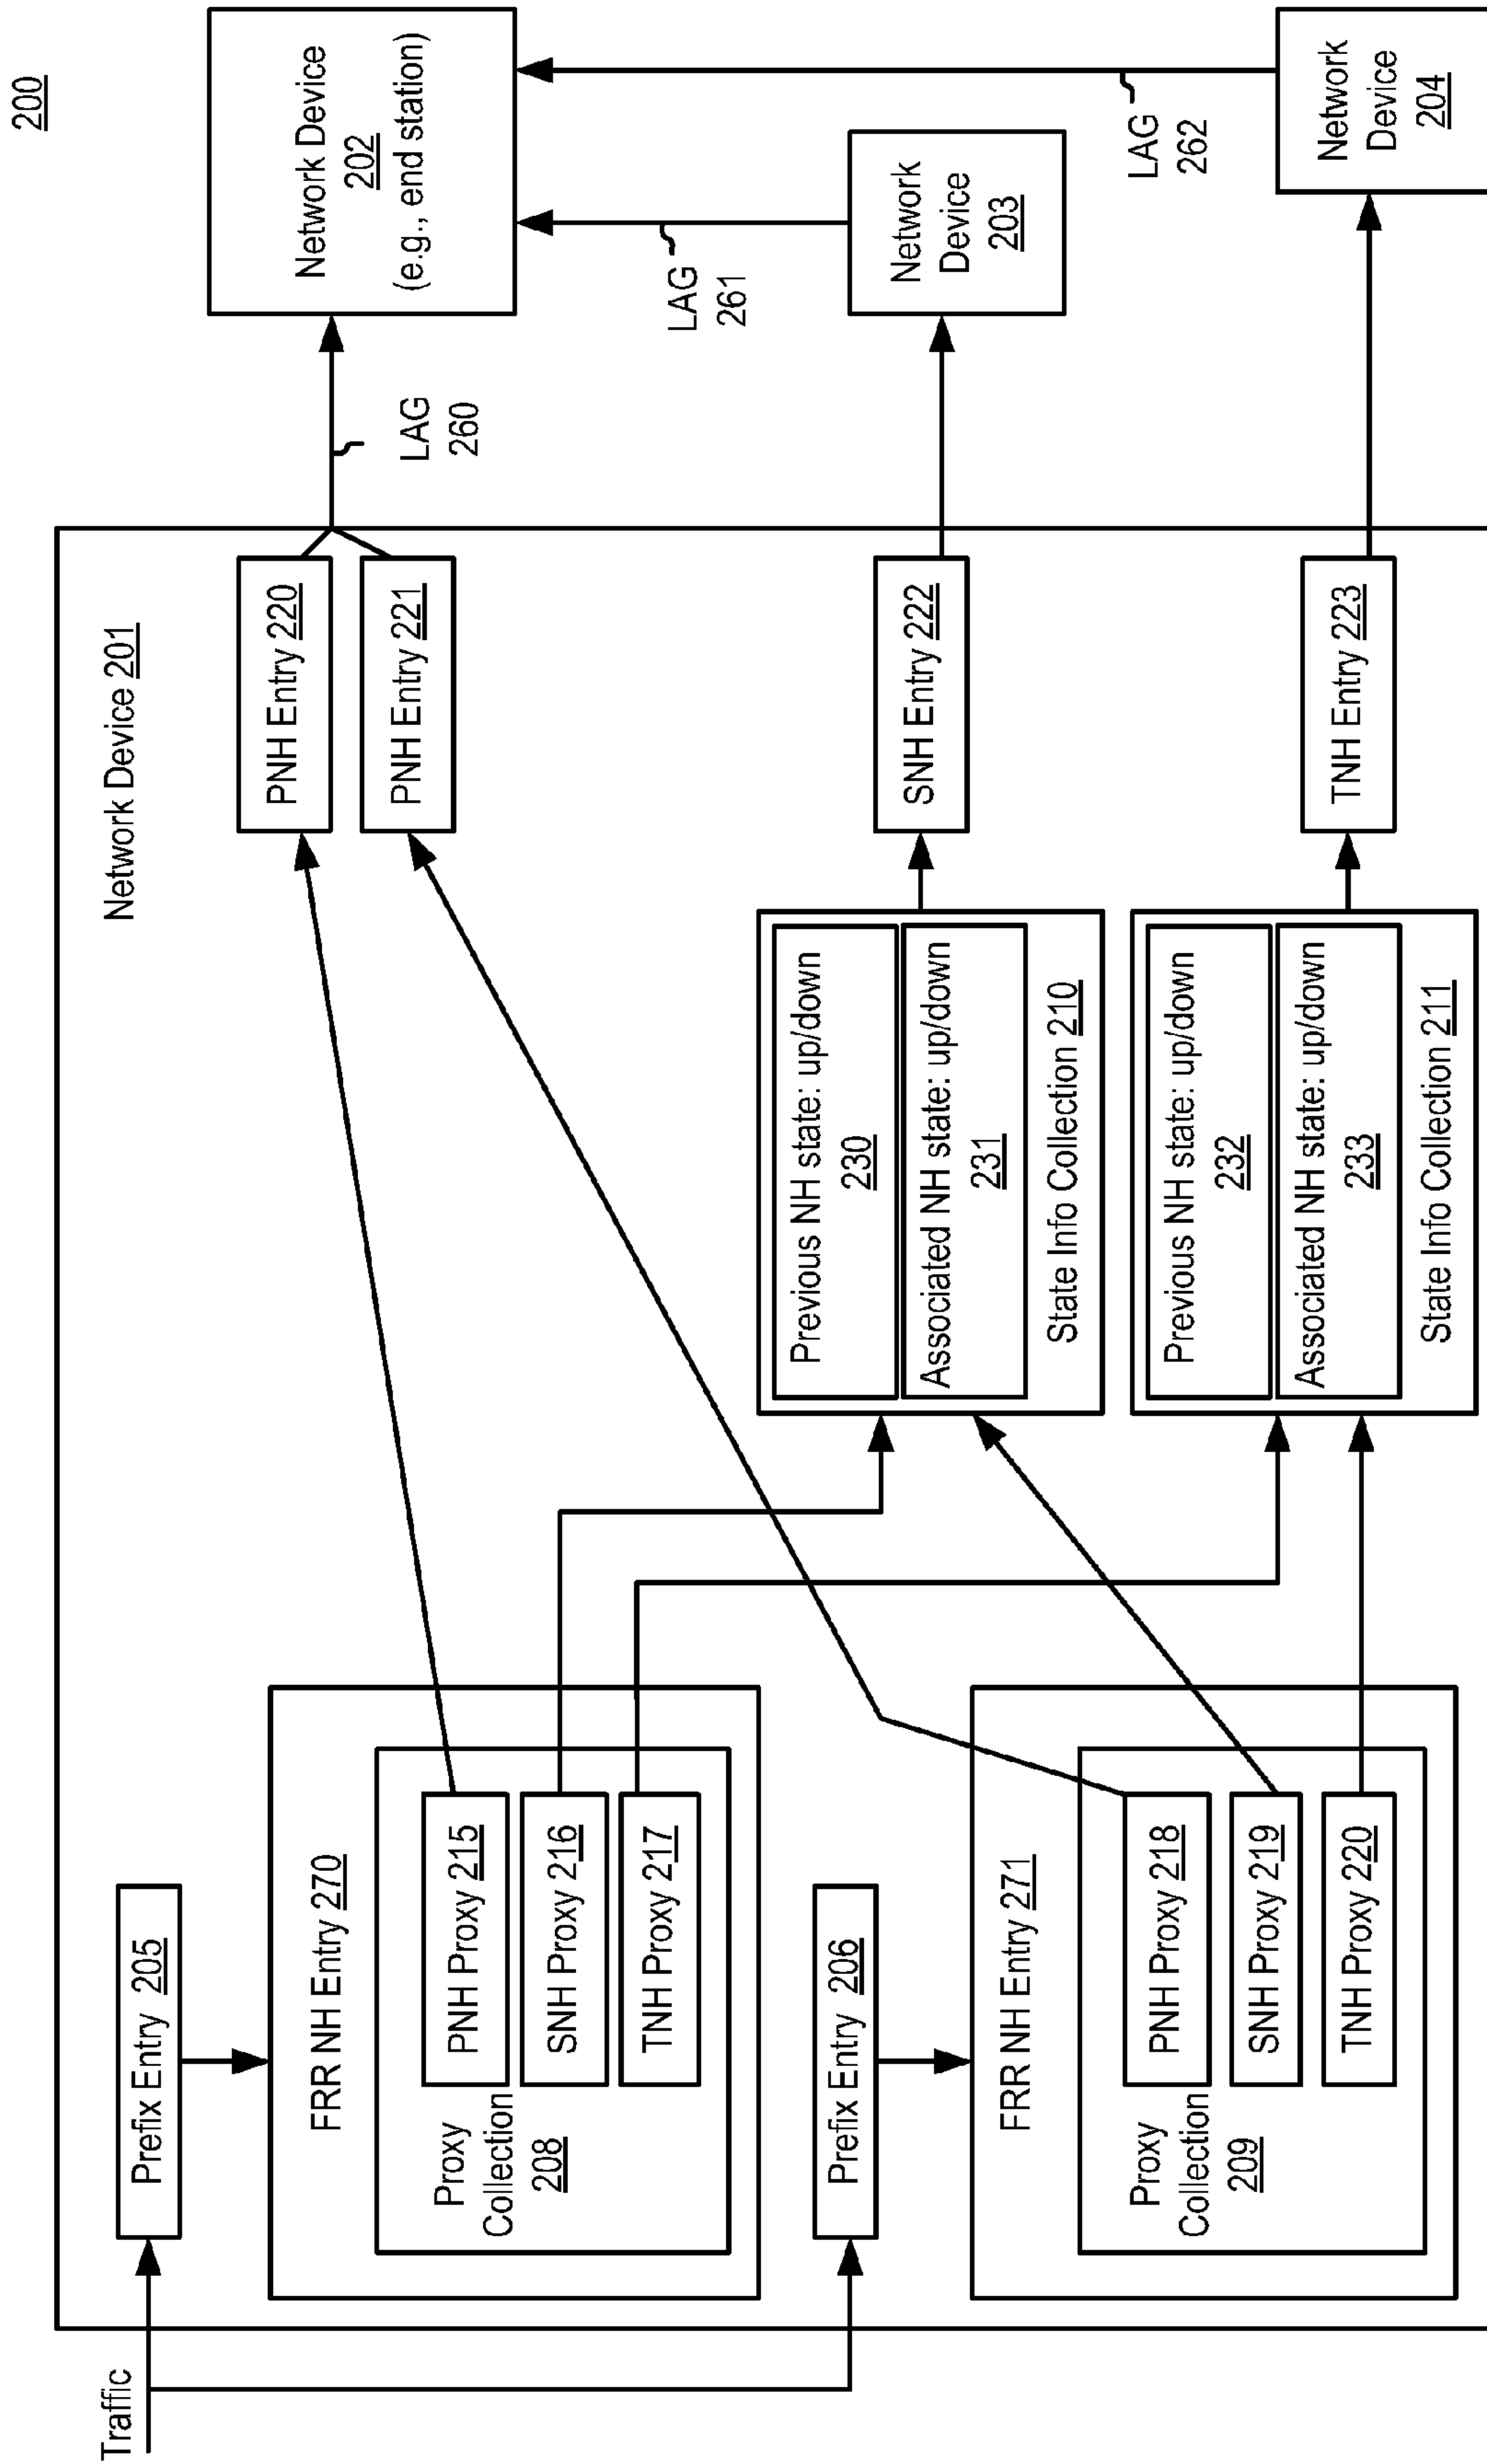 200
Traffic
Network Device 201
Prefix Entry 205
FRR NH Entry 270
Proxy
Collection
208
PNH Proxy 215
SNH Proxy 216
TNH Proxy 217
Prefix Entry 206
FRR NH Entry 271
Proxy
Collection
209
PNH Proxy 218
SNH Proxy 219
TNH Proxy 220
PNH Entry 220
PNH Entry 221
Previous NH state: up/down
230
Associated NH state: up/down
231
State Info Collection 210
SNH Entry 222
Previous NH state: up/down
232
Associated NH state: up/down
233
State Info Collection 211
TNH Entry 223
LAG
260
Network Device
202
(e.g., end station)
LAG
261
Network
Device
203
LAG
262
Network
Device
204